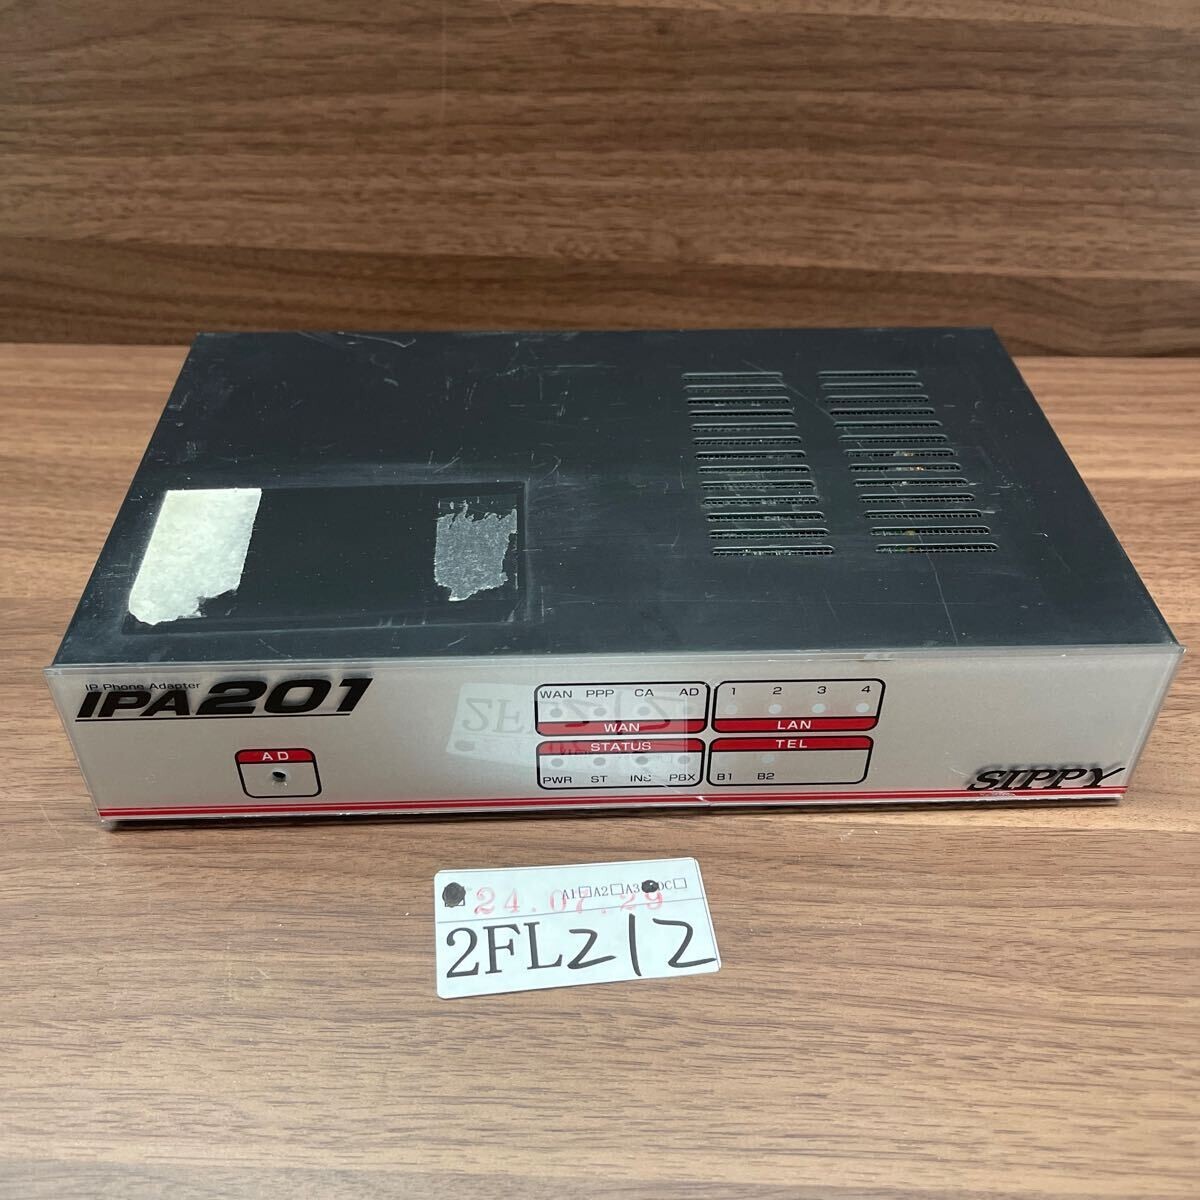 IP Phone Adapter
IPA201
AD
WAN PPP CA AD
WAN
1 2 3 4
LAN
STATUS
PWR ST INS PBX
TEL
B1 B2
SIPPY
A1 A2 A3 DC
24.07.29
2FL212